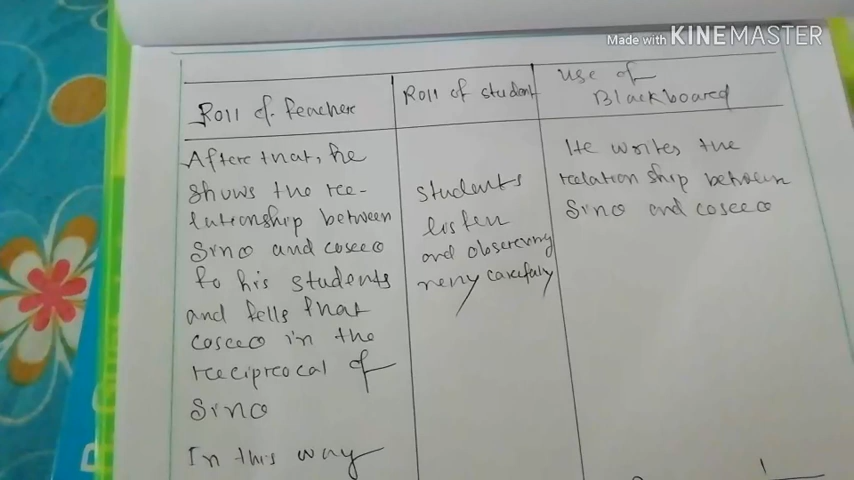 Made with KINEMASTER
Roll of Teacher
Roll of student
use of
Blackboard
After that, he
shows the re-
lationship between
Sinθ and cosecθ
to his students
and tells that
cosecθ in the
reciprocal of
Sinθ
In this way
students
listen
and observing
very carefully
He writes the
relationship between
Sinθ and cosecθ
1